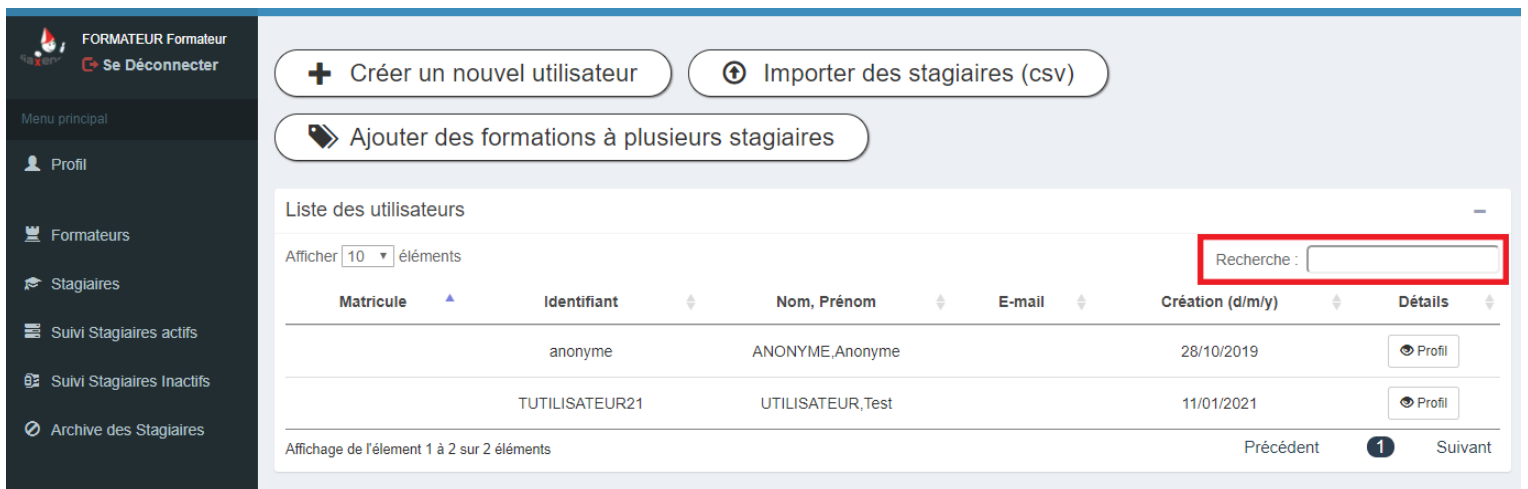 FORMATEUR Formateur
Se Déconnecter
Menu principal
Profil
Formateurs
Stagiaires
Suivi Stagiaires actifs
Suivi Stagiaires Inactifs
Archive des Stagiaires
Créer un nouvel utilisateur
Importer des stagiaires (csv)
Ajouter des formations à plusieurs stagiaires
Liste des utilisateurs
Afficher 10 éléments
Recherche :
Matricule Identifiant Nom, Prénom E-mail Création (d/m/y) Détails
anonyme ANONYME,Anonyme 28/10/2019 Profil
TUTILISATEUR21 UTILISATEUR,Test 11/01/2021 Profil
Affichage de l'élement 1 à 2 sur 2 éléments
Précédent 1 Suivant